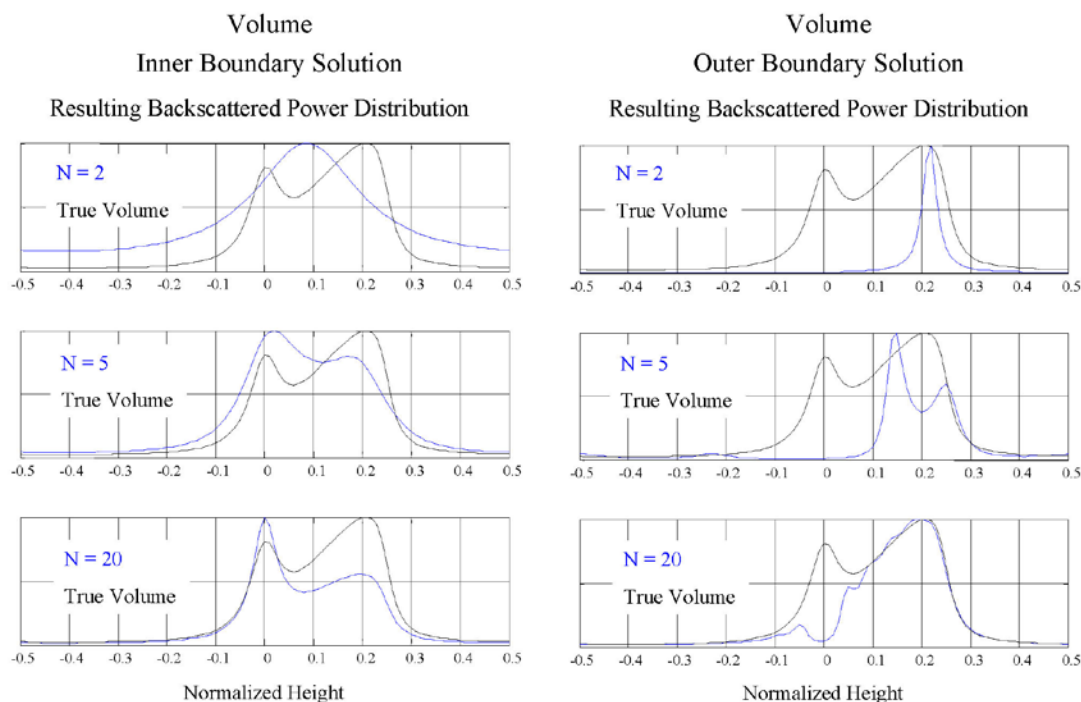 Volume
Inner Boundary Solution
Resulting Backscattered Power Distribution
N = 2
True Volume
-0.5 -0.4 -0.3 -0.2 -0.1 0 0.1 0.2 0.3 0.4 0.5
N = 5
True Volume
-0.5 -0.4 -0.3 -0.2 -0.1 0 0.1 0.2 0.3 0.4 0.5
N = 20
True Volume
-0.5 -0.4 -0.3 -0.2 -0.1 0 0.1 0.2 0.3 0.4 0.5
Normalized Height
Volume
Outer Boundary Solution
Resulting Backscattered Power Distribution
N = 2
True Volume
-0.5 -0.4 -0.3 -0.2 -0.1 0 0.1 0.2 0.3 0.4 0.5
N = 5
True Volume
-0.5 -0.4 -0.3 -0.2 -0.1 0 0.1 0.2 0.3 0.4 0.5
N = 20
True Volume
-0.5 -0.4 -0.3 -0.2 -0.1 0 0.1 0.2 0.3 0.4 0.5
Normalized Height